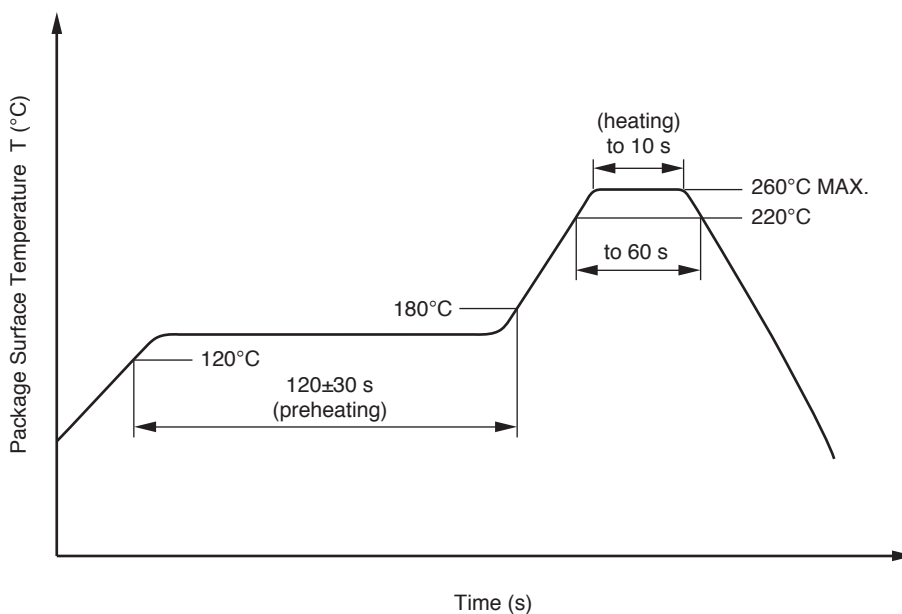 Package Surface Temperature T (°C)
(heating)
to 10 s
260°C MAX.
220°C
to 60 s
180°C
120°C
120±30 s
(preheating)
Time (s)